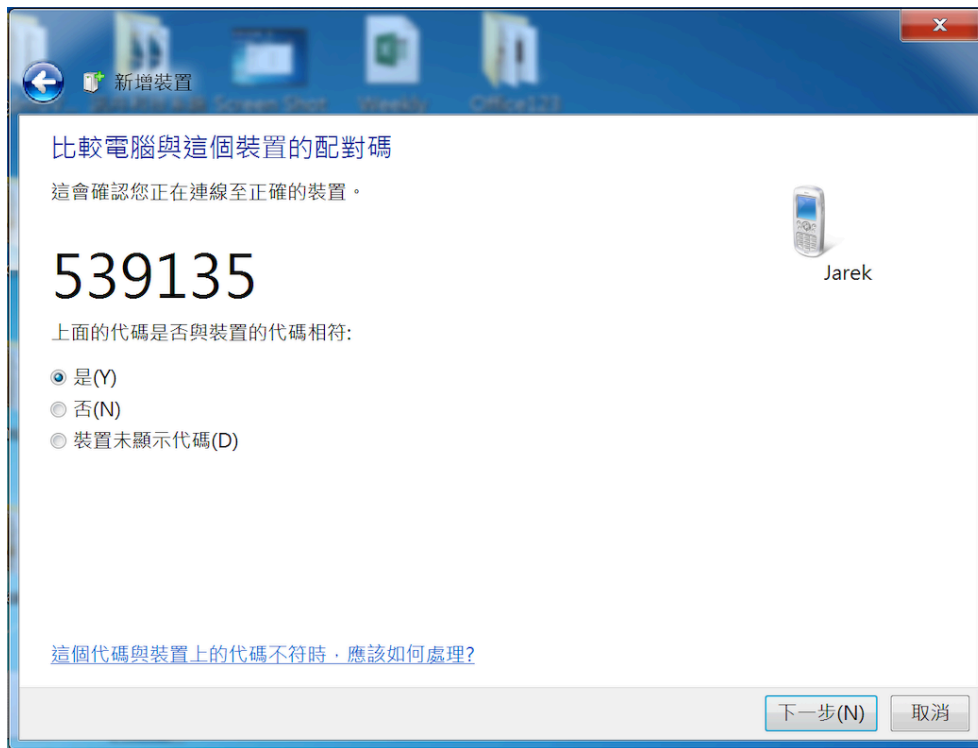 新增裝置
Screen Shot
Weekly
Office123
比較電腦與這個裝置的配對碼
這會確認您正在連線至正確的裝置。
Jarek
539135
上面的代碼是否與裝置的代碼相符:
是(Y)
否(N)
裝置未顯示代碼(D)
這個代碼與裝置上的代碼不符時，應該如何處理?
下一步(N)
取消